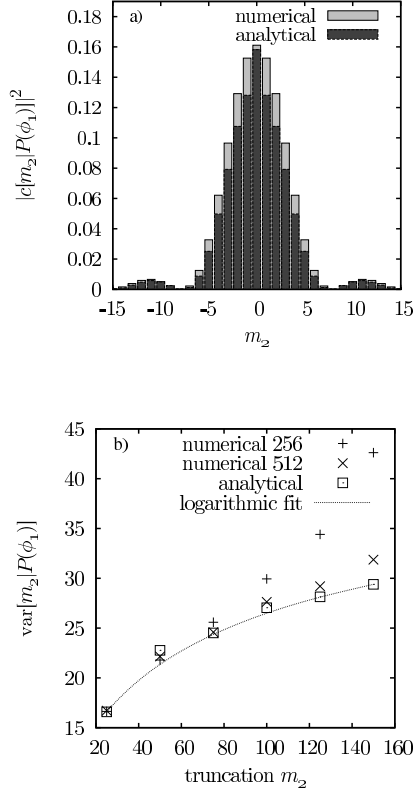 a)
numerical
analytical
|c[m₂|P(ϕ₁)]|²
0.18
0.16
0.14
0.12
0.1
0.08
0.06
0.04
0.02
0
-15 -10 -5 0 5 10 15
m₂
b)
numerical 256
numerical 512
analytical
logarithmic fit
var[m₂|P(ϕ₁)]
45
40
35
30
25
20
15
20 40 60 80 100 120 140 160
truncation m₂